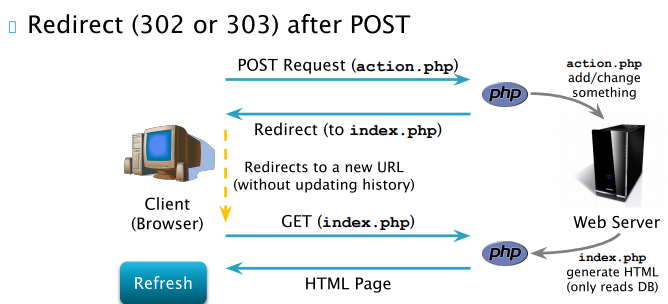 Redirect (302 or 303) after POST
POST Request (action.php)
action.php
add/change
something
php
Redirect (to index.php)
Redirects to a new URL
(without updating history)
Client
(Browser)
GET (index.php)
Web Server
php
index.php
generate HTML
(only reads DB)
Refresh
HTML Page